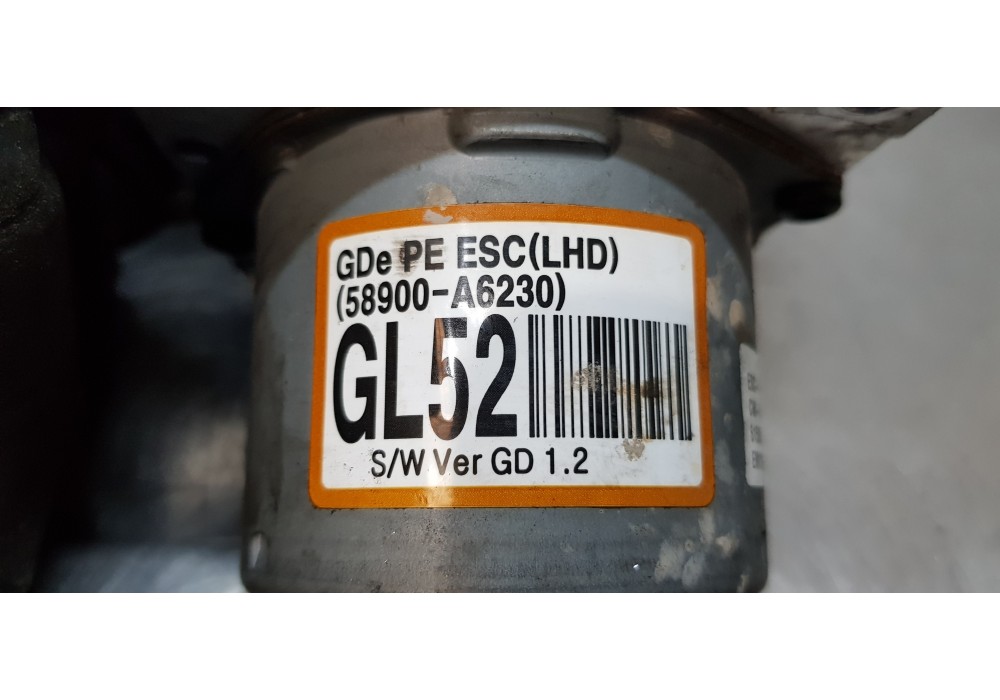 GDe PE ESC(LHD)
(58900-A6230)
GL52
S/W Ver GD 1.2